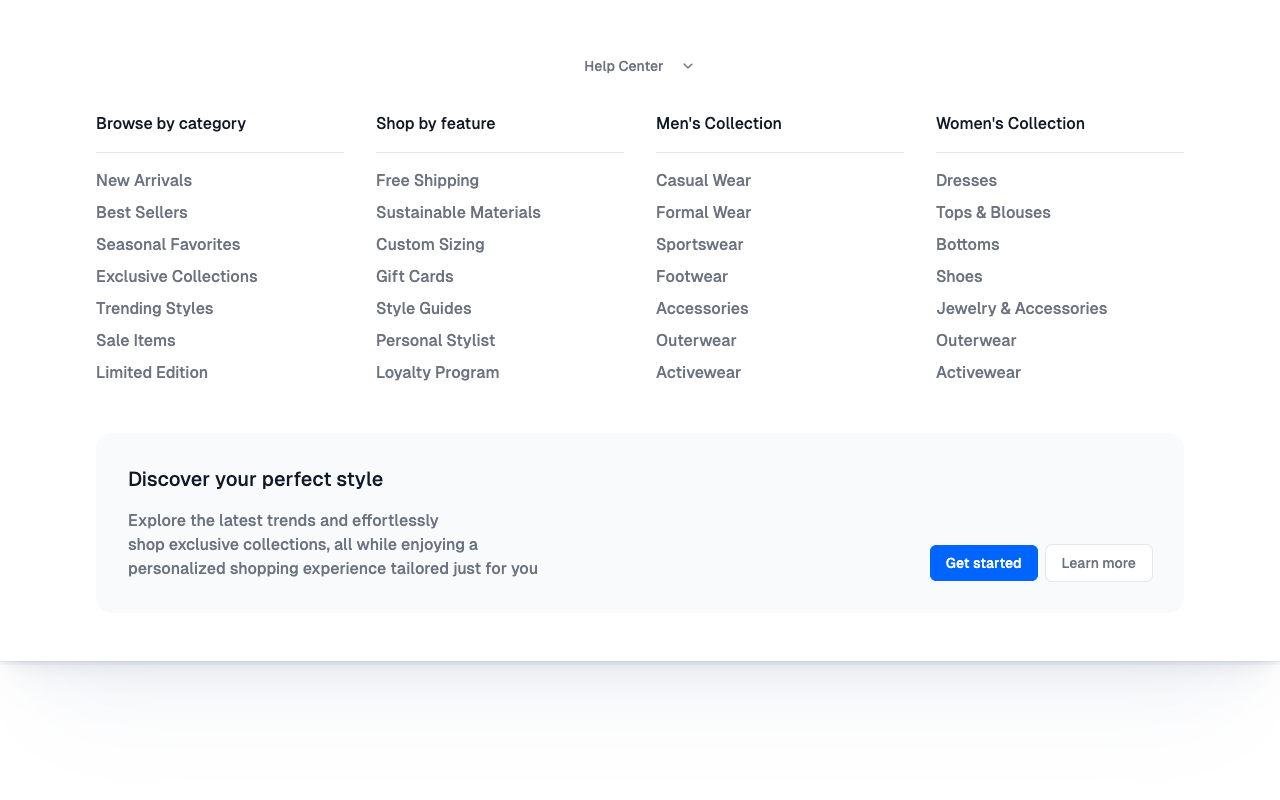 Help Center
Browse by category
New Arrivals
Best Sellers
Seasonal Favorites
Exclusive Collections
Trending Styles
Sale Items
Limited Edition
Shop by feature
Free Shipping
Sustainable Materials
Custom Sizing
Gift Cards
Style Guides
Personal Stylist
Loyalty Program
Men's Collection
Casual Wear
Formal Wear
Sportswear
Footwear
Accessories
Outerwear
Activewear
Women's Collection
Dresses
Tops & Blouses
Bottoms
Shoes
Jewelry & Accessories
Outerwear
Activewear
Discover your perfect style
Explore the latest trends and effortlessly
shop exclusive collections, all while enjoying a
personalized shopping experience tailored just for you
Get started
Learn more